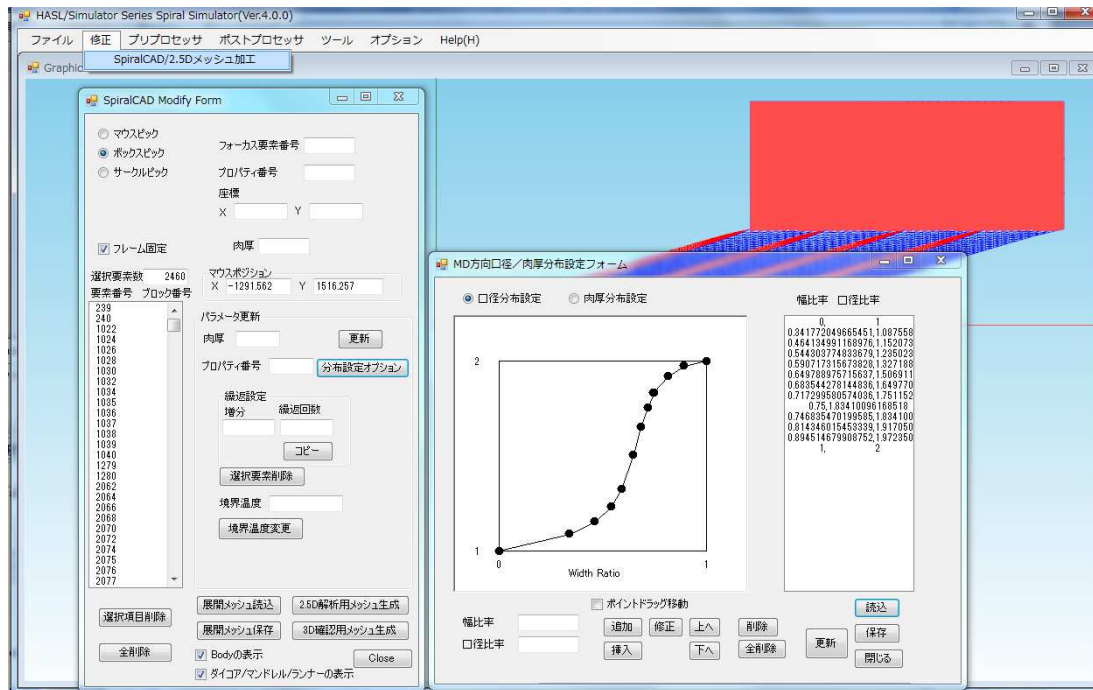 HASL/Simulator Series Spiral Simulator(Ver.4.0.0)
ファイル 修正 プリプロセッサ ポストプロセッサ ツール オプション Help(H)
SpiralCAD/2.5Dメッシュ加工
Graphic
SpiralCAD Modify Form
マウスピック
ボックスピック
サークルピック
フォーカス要素番号
プロパティ番号
座標
X Y
フレーム固定
肉厚
選択要素数 2460
要素番号 ブロック番号
239
240
1022
1024
1026
1028
1030
1032
1034
1035
1036
1037
1038
1039
1040
1279
1280
2062
2064
2066
2068
2070
2072
2074
2075
2076
2077
マウスポジション
X -1291.562 Y 1516.257
パラメータ更新
肉厚 更新
プロパティ番号 分布設定オプション
繰返設定
増分 繰返回数
コピー
選択要素削除
境界温度
境界温度変更
選択項目削除
全削除
展開メッシュ読込 2.5D解析用メッシュ生成
展開メッシュ保存 3D確認用メッシュ生成
Bodyの表示
Close
ダイコア/マンドレル/ランナーの表示
MD方向口径/肉厚分布設定フォーム
口径分布設定 肉厚分布設定
2
1
0 1
Width Ratio
幅比率 口径比率
0, 1
0.341772049665451,1.087558
0.464134991168976,1.152073
0.544303774833679,1.235023
0.590717315673828,1.327188
0.649788975715637,1.506911
0.683544278144836,1.649770
0.717299580574036,1.751152
0.75,1.83410096168518
0.746835470199585,1.834100
0.814346015453339,1.917050
0.894514679908752,1.972350
1, 2
ポイントドラッグ移動
幅比率
口径比率
追加 修正 上へ 削除
挿入 下へ 全削除
更新
読込
保存
閉じる